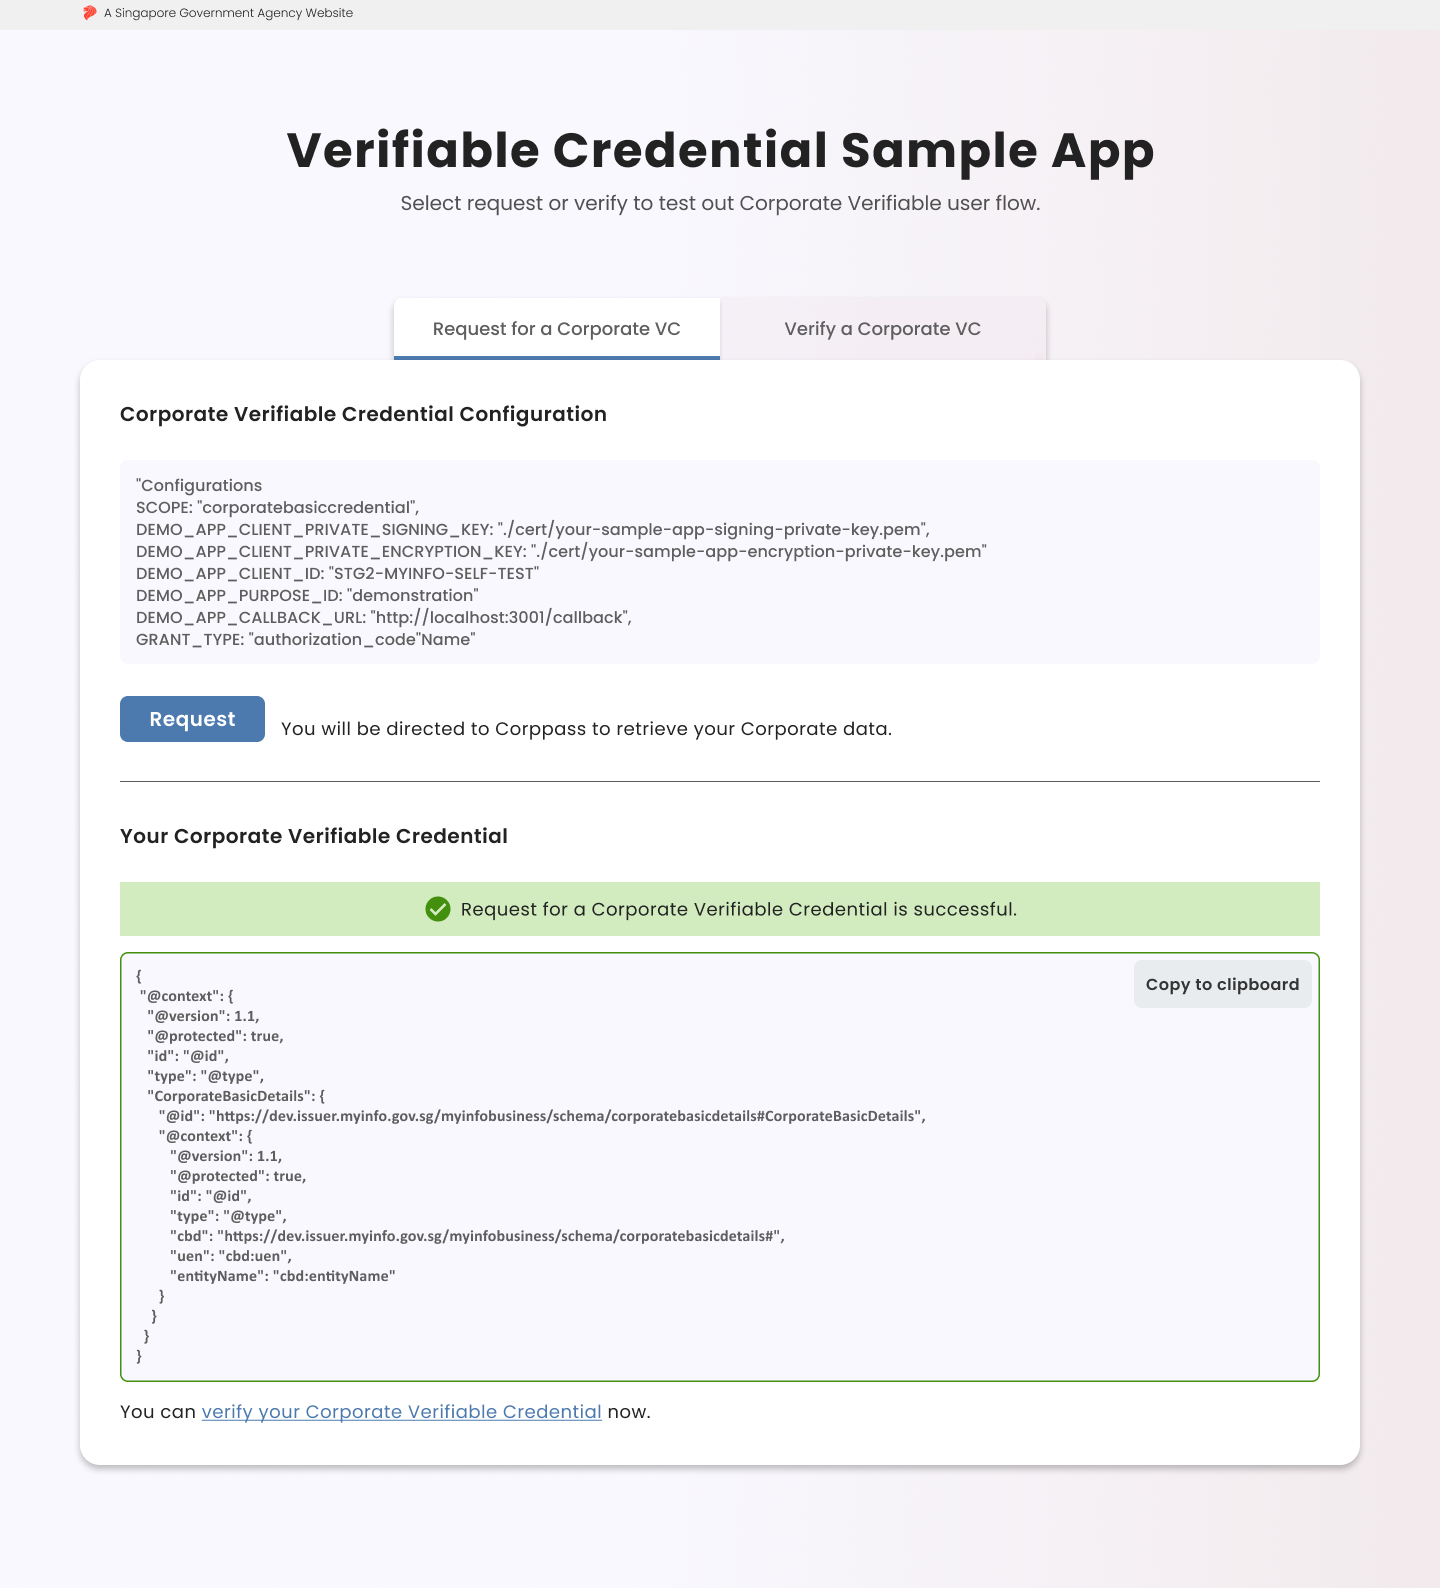 A Singapore Government Agency Website
Verifiable Credential Sample App
Select request or verify to test out Corporate Verifiable user flow.
Request for a Corporate VC
Verify a Corporate VC
Corporate Verifiable Credential Configuration
"Configurations
SCOPE: "corporatebasiccredential",
DEMO_APP_CLIENT_PRIVATE_SIGNING_KEY: "./cert/your-sample-app-signing-private-key.pem",
DEMO_APP_CLIENT_PRIVATE_ENCRYPTION_KEY: "./cert/your-sample-app-encryption-private-key.pem"
DEMO_APP_CLIENT_ID: "STG2-MYINFO-SELF-TEST"
DEMO_APP_PURPOSE_ID: "demonstration"
DEMO_APP_CALLBACK_URL: "http://localhost:3001/callback",
GRANT_TYPE: "authorization_code"Name"
Request
You will be directed to Corppass to retrieve your Corporate data.
Your Corporate Verifiable Credential
Request for a Corporate Verifiable Credential is successful.
Copy to clipboard
{
"@context": {
"@version": 1.1,
"@protected": true,
"id": "@id",
"type": "@type",
"CorporateBasicDetails": {
"@id": "https://dev.issuer.myinfo.gov.sg/myinfobusiness/schema/corporatebasicdetails#CorporateBasicDetails",
"@context": {
"@version": 1.1,
"@protected": true,
"id": "@id",
"type": "@type",
"cbd": "https://dev.issuer.myinfo.gov.sg/myinfobusiness/schema/corporatebasicdetails#",
"uen": "cbd:uen",
"entityName": "cbd:entityName"
}
}
}
}
You can verify your Corporate Verifiable Credential now.